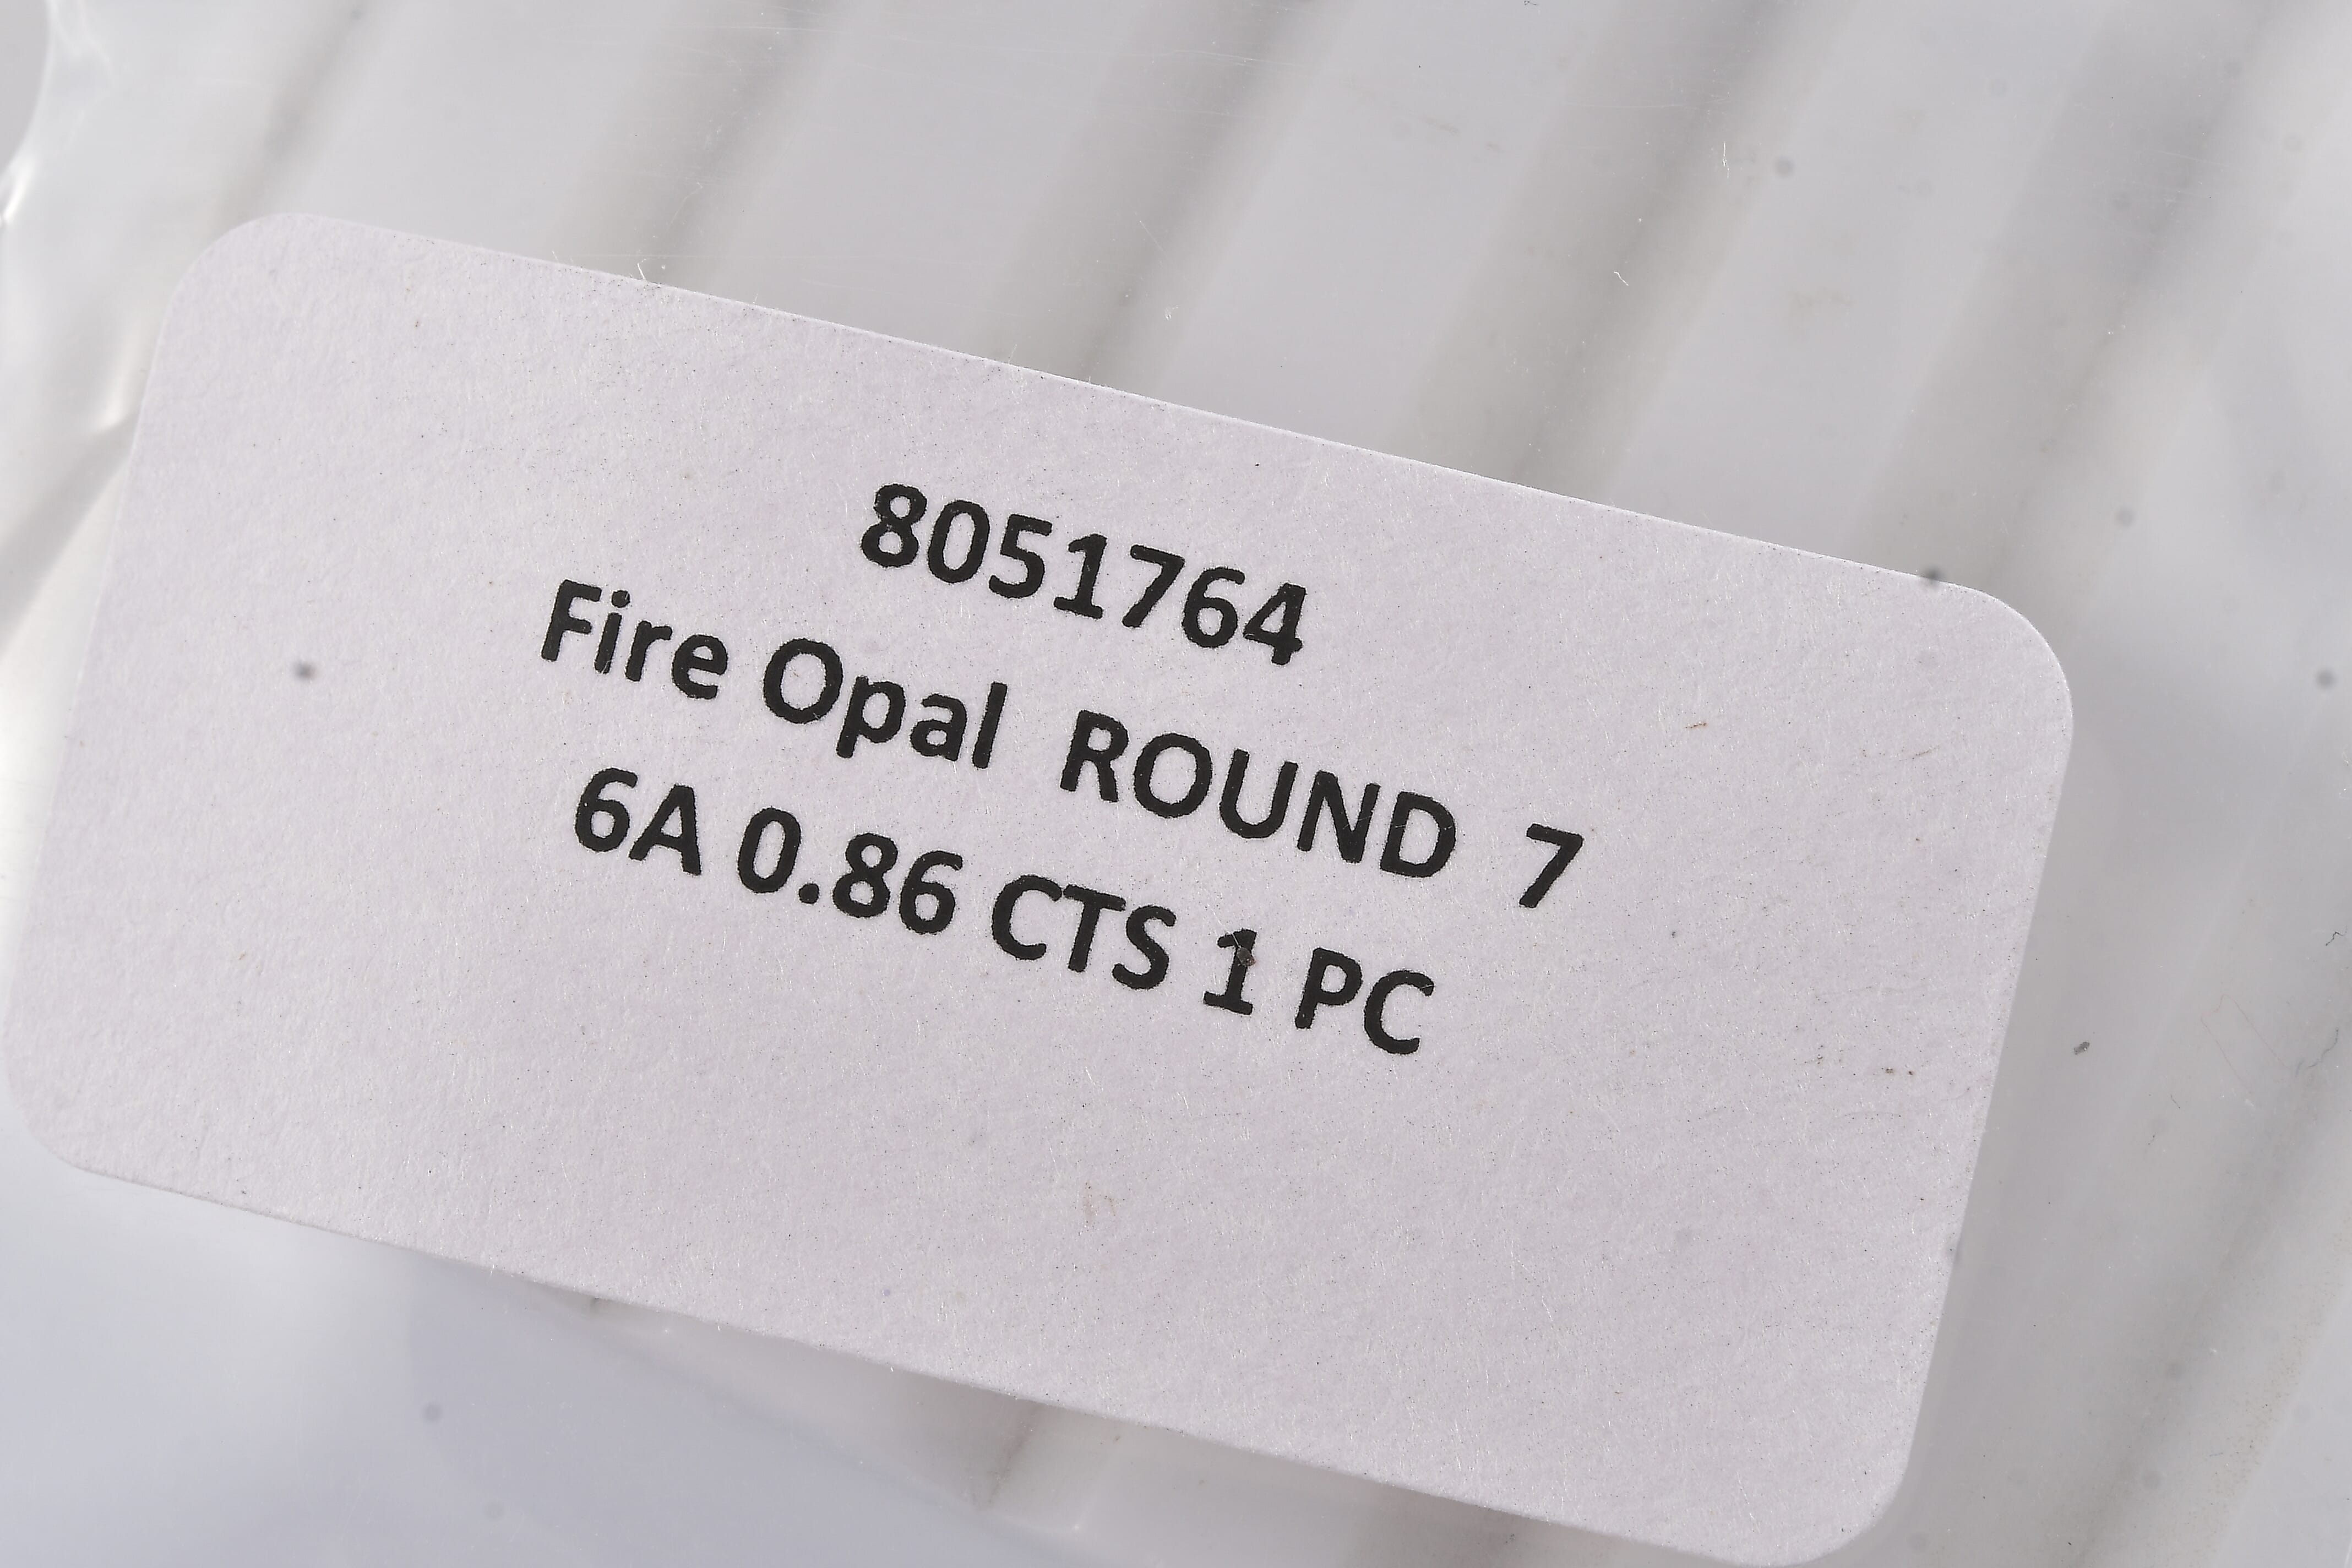 8051764
Fire Opal ROUND 7
6A 0.86 CTS 1 PC